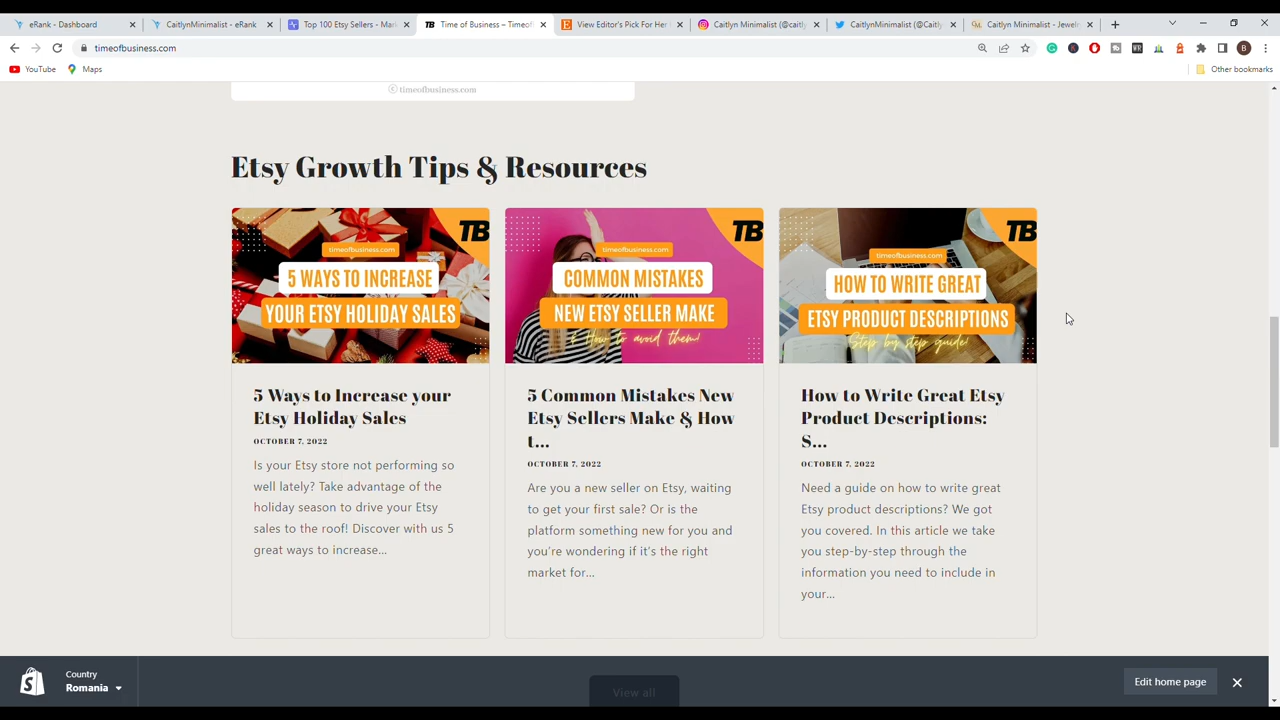 eRank - Dashboard
CaitlynMinimalist - eRank
Top 100 Etsy Sellers - Mar
TB Time of Business – Timeof
View Editor's Pick For Her
Caitlyn Minimalist (@caitl
CaitlynMinimalist (@Caitly
Caitlyn Minimalist - Jewel
timeofbusiness.com
B
YouTube
Maps
Other bookmarks
© timeofbusiness.com
Etsy Growth Tips & Resources
TB
timeofbusiness.com
5 WAYS TO INCREASE
YOUR ETSY HOLIDAY SALES
5 Ways to Increase your
Etsy Holiday Sales
OCTOBER 7, 2022
Is your Etsy store not performing so
well lately? Take advantage of the
holiday season to drive your Etsy
sales to the roof! Discover with us 5
great ways to increase...
TB
timeofbusiness.com
COMMON MISTAKES
NEW ETSY SELLER MAKE
& How to avoid them!
5 Common Mistakes New
Etsy Sellers Make & How
t...
OCTOBER 7, 2022
Are you a new seller on Etsy, waiting
to get your first sale? Or is the
platform something new for you and
you're wondering if it's the right
market for...
TB
timeofbusiness.com
HOW TO WRITE GREAT
ETSY PRODUCT DESCRIPTIONS
Step by step guide!
How to Write Great Etsy
Product Descriptions:
S...
OCTOBER 7, 2022
Need a guide on how to write great
Etsy product descriptions? We got
you covered. In this article we take
you step-by-step through the
information you need to include in
your...
Country
Romania
View all
Edit home page